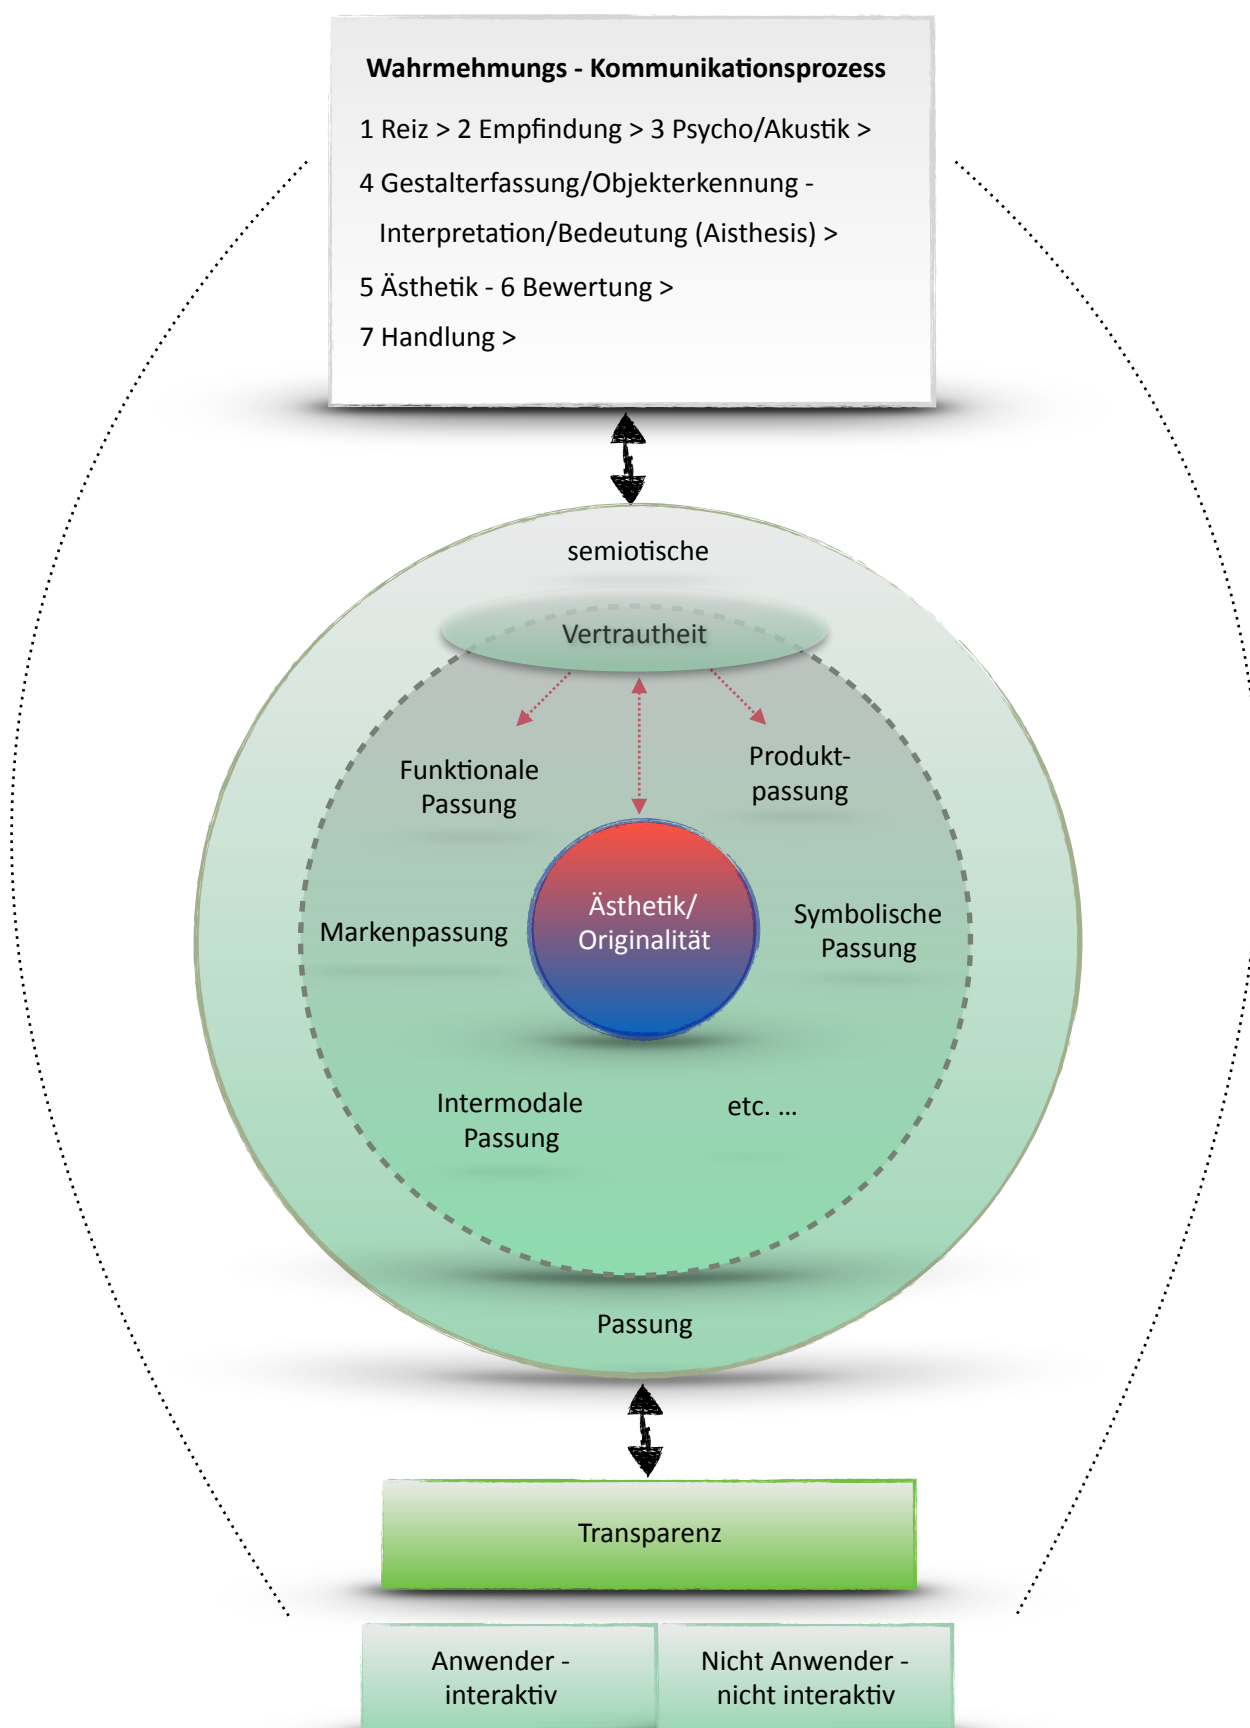 Wahrmehmungs - Kommunikationsprozess
1 Reiz > 2 Empfindung > 3 Psycho/Akustik >
4 Gestalterfassung/Objekterkennung -
Interpretation/Bedeutung (Aisthesis) >
5 Ästhetik - 6 Bewertung >
7 Handlung >
semiotische
Vertrautheit
Funktionale
Passung
Produkt-
passung
Markenpassung
Ästhetik/
Originalität
Symbolische
Passung
Intermodale
Passung
etc. ...
Passung
Transparenz
Anwender -
interaktiv
Nicht Anwender -
nicht interaktiv